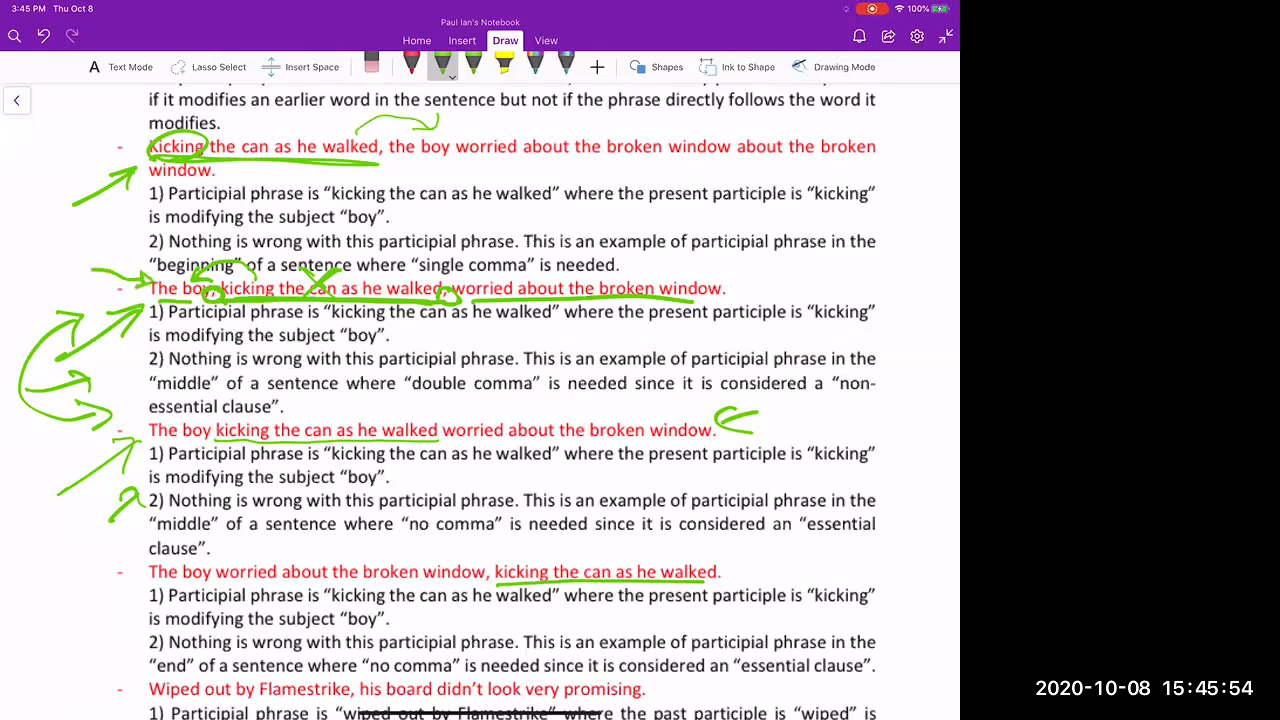 3:45 PM Thu Oct 8
100%
Paul Ian's Notebook
Home Insert Draw View
A Text Mode Lasso Select Insert Space Shapes Ink to Shape Drawing Mode
if it modifies an earlier word in the sentence but not if the phrase directly follows the word it
modifies.
- Kicking the can as he walked, the boy worried about the broken window about the broken
window.
1) Participial phrase is “kicking the can as he walked” where the present participle is “kicking”
is modifying the subject “boy”.
2) Nothing is wrong with this participial phrase. This is an example of participial phrase in the
“beginning” of a sentence where “single comma” is needed.
- The boy, kicking the can as he walked, worried about the broken window.
1) Participial phrase is “kicking the can as he walked” where the present participle is “kicking”
is modifying the subject “boy”.
2) Nothing is wrong with this participial phrase. This is an example of participial phrase in the
“middle” of a sentence where “double comma” is needed since it is considered a “non-
essential clause”.
- The boy kicking the can as he walked worried about the broken window.
1) Participial phrase is “kicking the can as he walked” where the present participle is “kicking”
is modifying the subject “boy”.
2) Nothing is wrong with this participial phrase. This is an example of participial phrase in the
“middle” of a sentence where “no comma” is needed since it is considered an “essential
clause”.
- The boy worried about the broken window, kicking the can as he walked.
1) Participial phrase is “kicking the can as he walked” where the present participle is “kicking”
is modifying the subject “boy”.
2) Nothing is wrong with this participial phrase. This is an example of participial phrase in the
“end” of a sentence where “no comma” is needed since it is considered an “essential clause”.
- Wiped out by Flamestrike, his board didn’t look very promising.
1) Participial phrase is “wiped out by Flamestrike” where the past participle is “wiped” is
2020-10-08 15:45:54